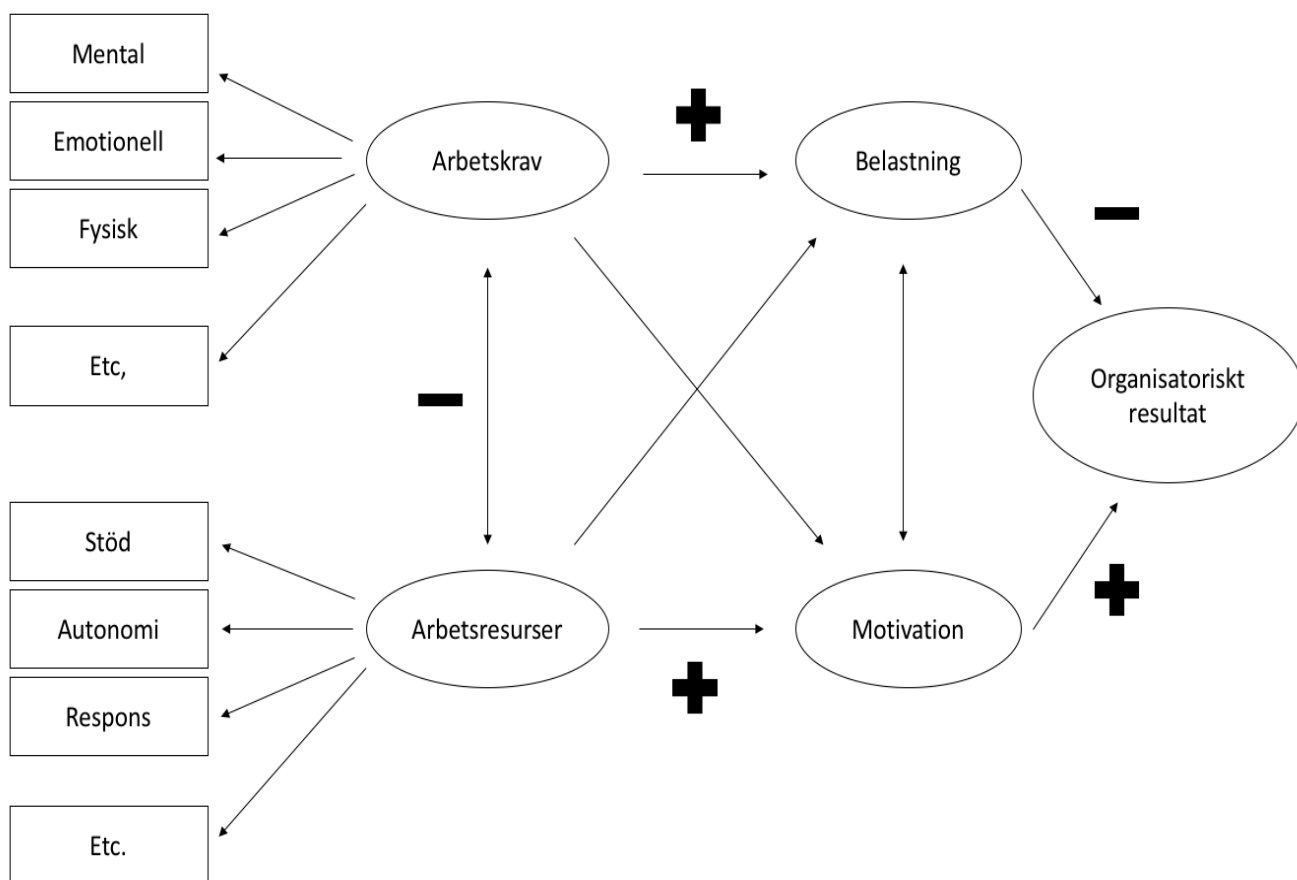 Mental
Emotionell
Fysisk
Etc,
Arbetskrav
Belastning
Organisatoriskt
resultat
Stöd
Autonomi
Respons
Etc.
Arbetsresurser
Motivation